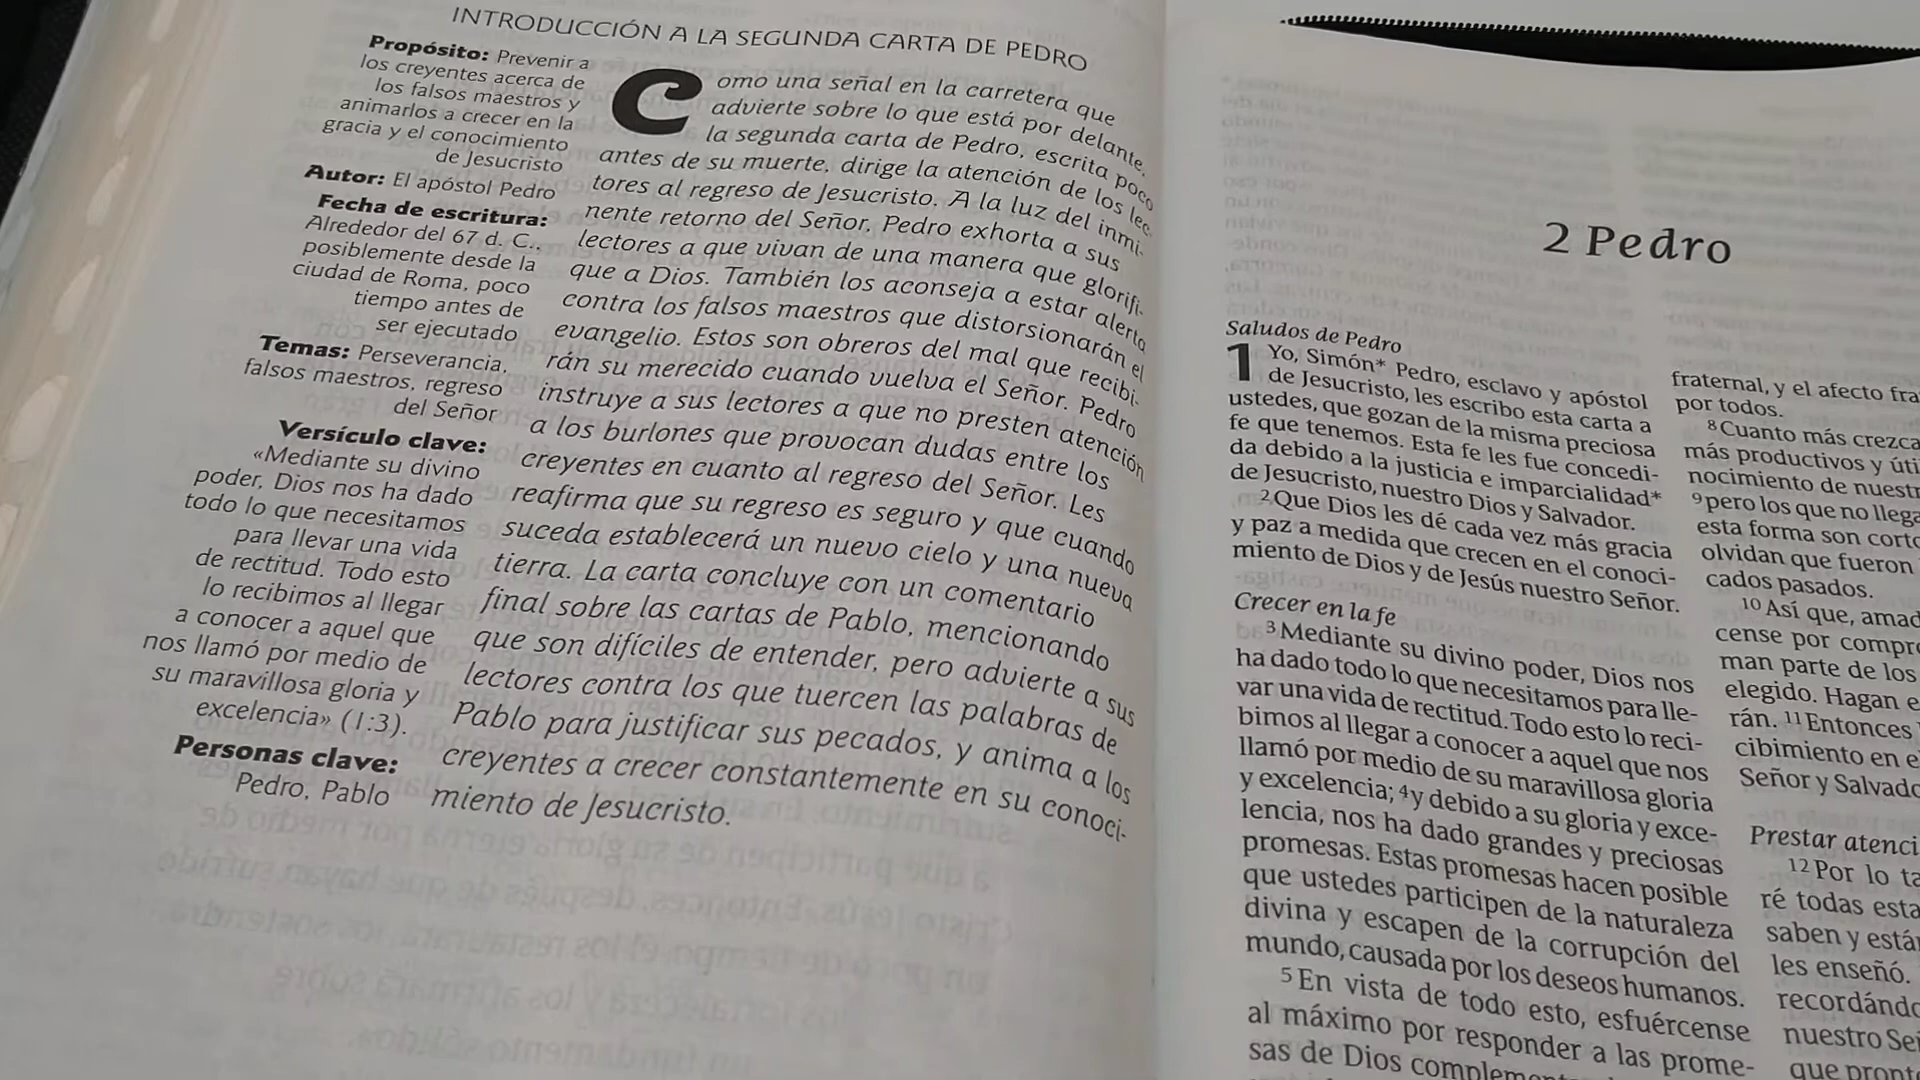 INTRODUCCIÓN A LA SEGUNDA CARTA DE PEDRO
Propósito: Prevenir a
los creyentes acerca de
los falsos maestros y
animarlos a crecer en la
gracia y el conocimiento
de Jesucristo
Autor: El apóstol Pedro
Fecha de escritura:
Alrededor del 67 d. C.,
posiblemente desde la
ciudad de Roma, poco
tiempo antes de
ser ejecutado
Temas: Perseverancia,
falsos maestros, regreso
del Señor
Versículo clave:
«Mediante su divino
poder, Dios nos ha dado
todo lo que necesitamos
para llevar una vida
de rectitud. Todo esto
lo recibimos al llegar
a conocer a aquel que
nos llamó por medio de
su maravillosa gloria y
excelencia» (1:3).
Personas clave:
Pedro, Pablo
Como una señal en la carretera que
advierte sobre lo que está por delante,
la segunda carta de Pedro, escrita poco
antes de su muerte, dirige la atención de los lec-
tores al regreso de Jesucristo. A la luz del inmi-
nente retorno del Señor, Pedro exhorta a sus
lectores a que vivan de una manera que glorifi-
que a Dios. También los aconseja a estar alerta
contra los falsos maestros que distorsionarán el
evangelio. Estos son obreros del mal que recibi-
rán su merecido cuando vuelva el Señor. Pedro
instruye a sus lectores a que no presten atención
a los burlones que provocan dudas entre los
creyentes en cuanto al regreso del Señor. Les
reafirma que su regreso es seguro y que cuando
suceda establecerá un nuevo cielo y una nueva
tierra. La carta concluye con un comentario
final sobre las cartas de Pablo, mencionando
que son difíciles de entender, pero advierte a sus
lectores contra los que tuercen las palabras de
Pablo para justificar sus pecados, y anima a los
creyentes a crecer constantemente en su conoci-
miento de Jesucristo.
2 Pedro
Saludos de Pedro
1 Yo, Simón* Pedro, esclavo y apóstol
de Jesucristo, les escribo esta carta a
ustedes, que gozan de la misma preciosa
fe que tenemos. Esta fe les fue concedi-
da debido a la justicia e imparcialidad*
de Jesucristo, nuestro Dios y Salvador.
2 Que Dios les dé cada vez más gracia
y paz a medida que crecen en el conoci-
miento de Dios y de Jesús nuestro Señor.
Crecer en la fe
3 Mediante su divino poder, Dios nos
ha dado todo lo que necesitamos para lle-
var una vida de rectitud. Todo esto lo reci-
bimos al llegar a conocer a aquel que nos
llamó por medio de su maravillosa gloria
y excelencia; 4 y debido a su gloria y exce-
lencia, nos ha dado grandes y preciosas
promesas. Estas promesas hacen posible
que ustedes participen de la naturaleza
divina y escapen de la corrupción del
mundo, causada por los deseos humanos.
5 En vista de todo esto, esfuércense
al máximo por responder a las prome-
sas de Dios
fraternal, y el afecto
por todos.
8 Cuanto más
más productivos y
nocimiento de
9 pero los que no
esta forma son
olvidan que fueron
cados pasados.
10 Así que,
cense por
man parte de los
elegido. Hagan
rán. 11 Entonces
cibimiento en
Señor y
Prestar
12 Por lo
ré todas
saben y
les enseñó.
nuestro
que